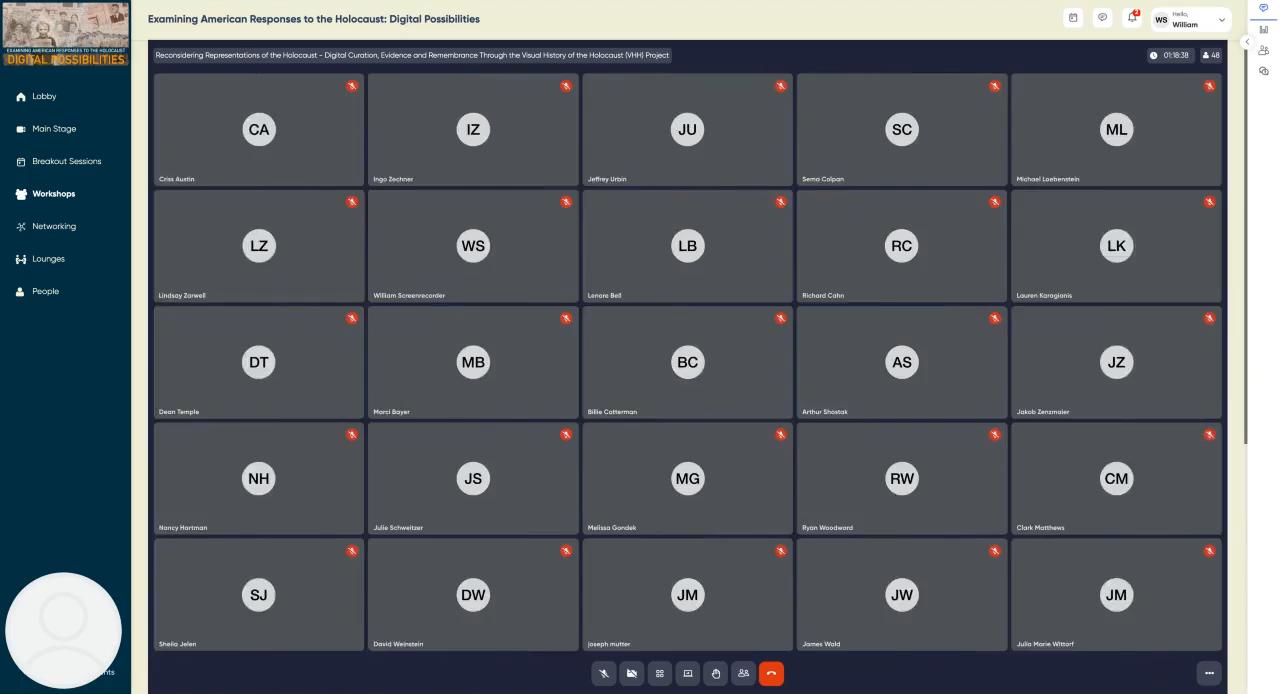 EXAMINING AMERICAN RESPONSES TO THE HOLOCAUST
DIGITAL POSSIBILITIES
Lobby
Main Stage
Breakout Sessions
Workshops
Networking
Lounges
People
nts
Examining American Responses to the Holocaust: Digital Possibilities
2
WS
Hello,
William
Reconsidering Representations of the Holocaust - Digital Curation, Evidence and Remembrance Through the Visual History of the Holocaust (VHH) Project
01:18:38
48
CA
Criss Austin
IZ
Ingo Zechner
JU
Jeffrey Urbin
SC
Sema Colpan
ML
Michael Loebenstein
LZ
Lindsay Zarwell
WS
William Screenrecorder
LB
Lenore Bell
RC
Richard Cahn
LK
Lauren Karagianis
DT
Dean Temple
MB
Marci Bayer
BC
Billie Cotterman
AS
Arthur Shostak
JZ
Jakob Zenzmaier
NH
Nancy Hartman
JS
Julie Schweitzer
MG
Melissa Gondek
RW
Ryan Woodward
CM
Clark Matthews
SJ
Sheila Jelen
DW
David Weinstein
JM
joseph mutter
JW
James Wald
JM
Julia Marie Wittorf